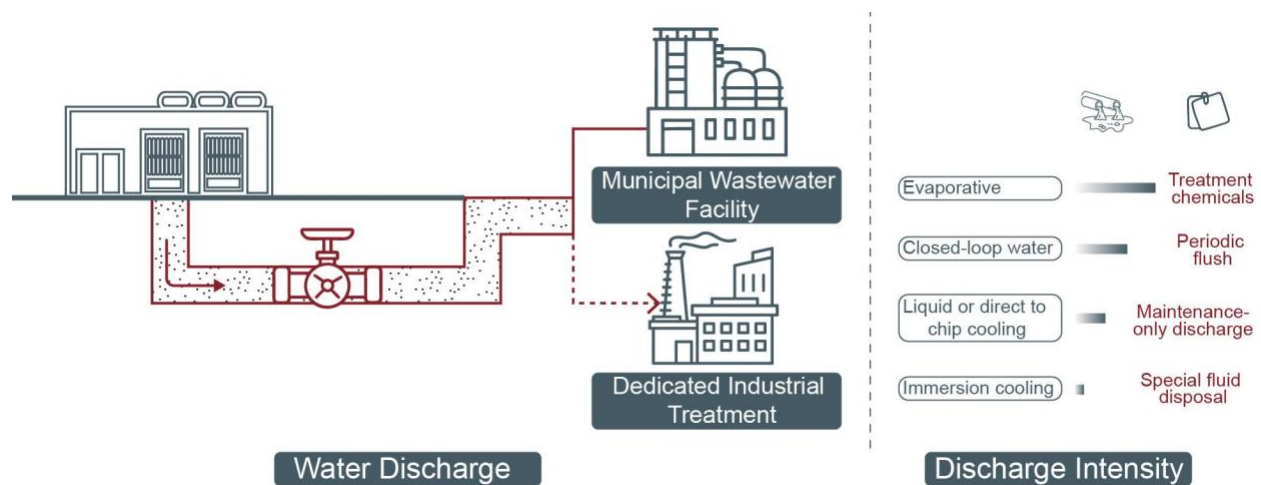 Municipal Wastewater
Facility
Dedicated Industrial
Treatment
Water Discharge
Evaporative
Treatment
chemicals
Closed-loop water
Periodic
flush
Liquid or direct to
chip cooling
Maintenance-
only discharge
Immersion cooling
Special fluid
disposal
Discharge Intensity